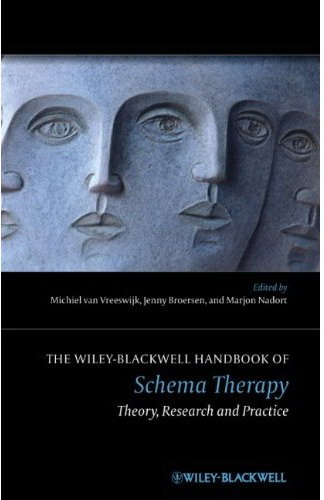 Edited by
Michiel van Vreeswijk, Jenny Broersen, and Marjon Nadort
THE WILEY-BLACKWELL HANDBOOK OF
Schema Therapy
Theory, Research and Practice
WILEY-BLACKWELL